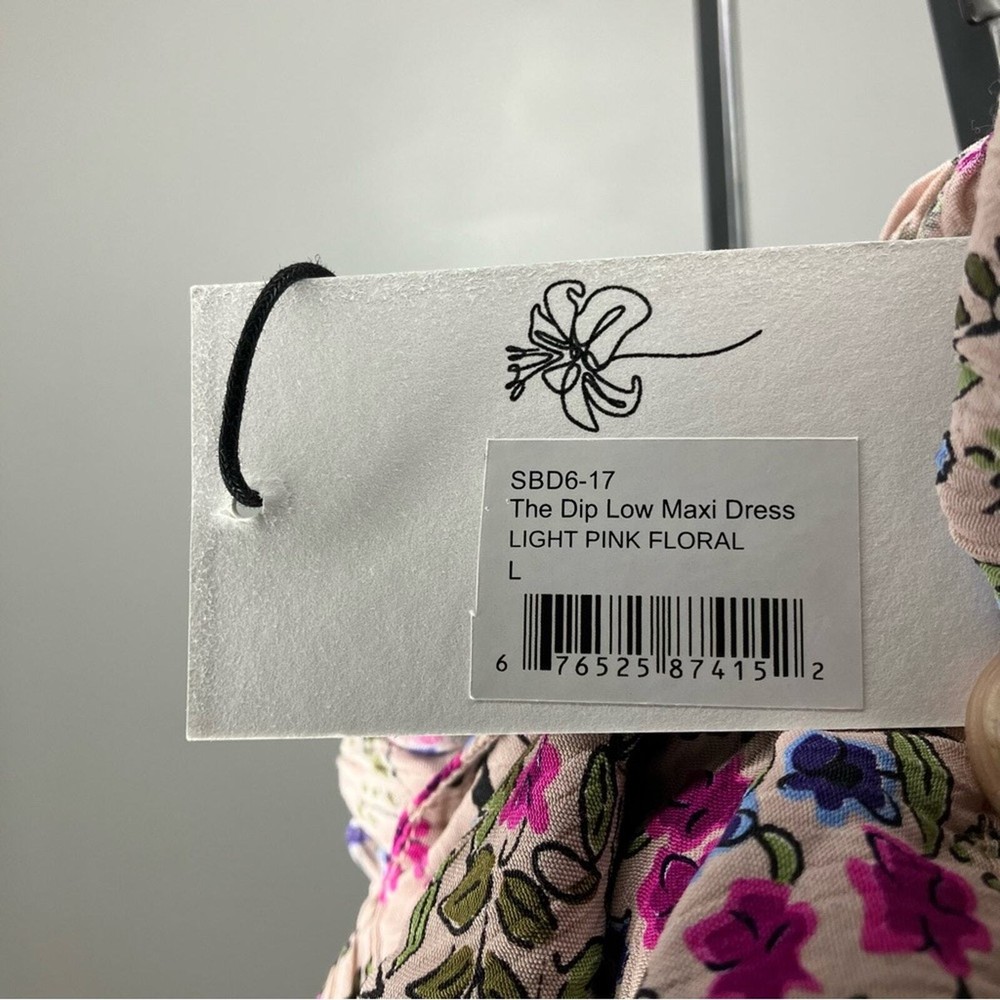 SBD6-17
The Dip Low Maxi Dress
LIGHT PINK FLORAL
L
6 76525 87415 2